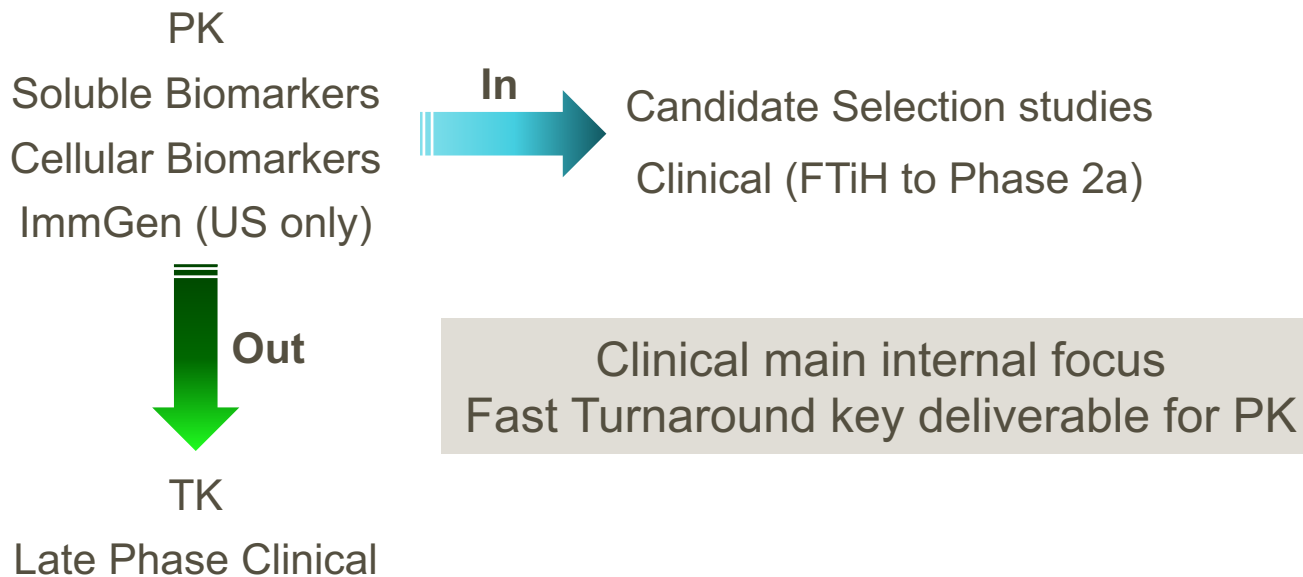 PK
Soluble Biomarkers
Cellular Biomarkers
ImmGen (US only)
In
Candidate Selection studies
Clinical (FTiH to Phase 2a)
Out
Clinical main internal focus
Fast Turnaround key deliverable for PK
TK
Late Phase Clinical